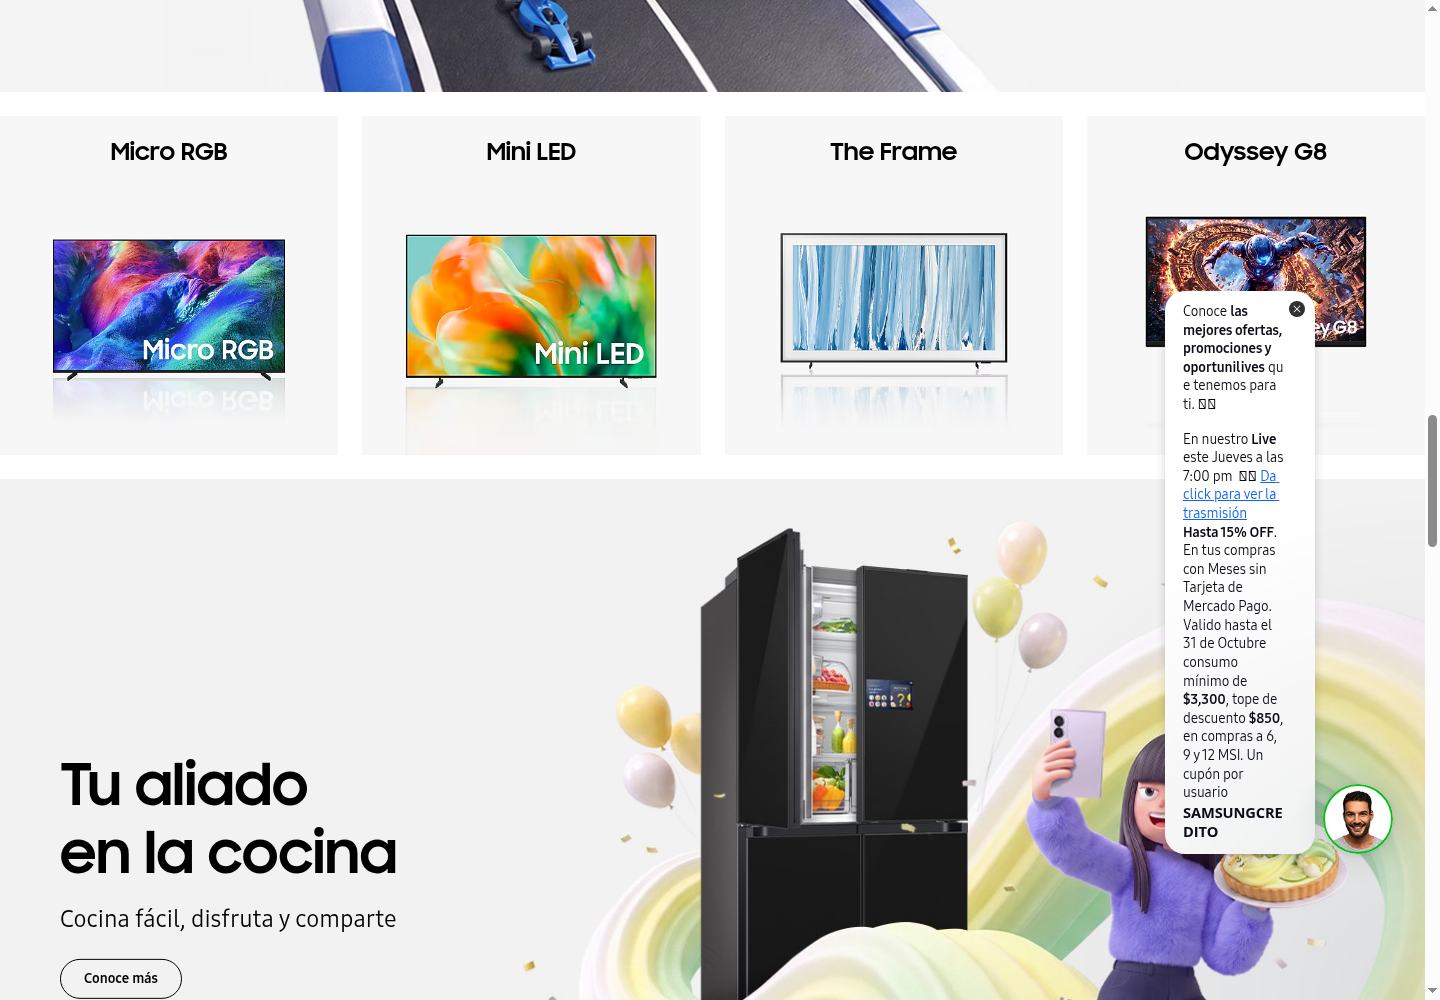 Micro RGB
Mini LED
The Frame
Odyssey G8
Micro RGB
Mini LED
ey G8
Conoce las
mejores ofertas,
promociones y
oportunilives qu
e tenemos para
ti.
En nuestro Live
este Jueves a las
7:00 pm Da
click para ver la
trasmisión
Hasta 15% OFF.
En tus compras
con Meses sin
Tarjeta de
Mercado Pago.
Valido hasta el
31 de Octubre
consumo
mínimo de
$3,300, tope de
descuento $850,
en compras a 6,
9 y 12 MSI. Un
cupón por
usuario
SAMSUNGCRE
DITO
Tu aliado
en la cocina
Cocina fácil, disfruta y comparte
Conoce más